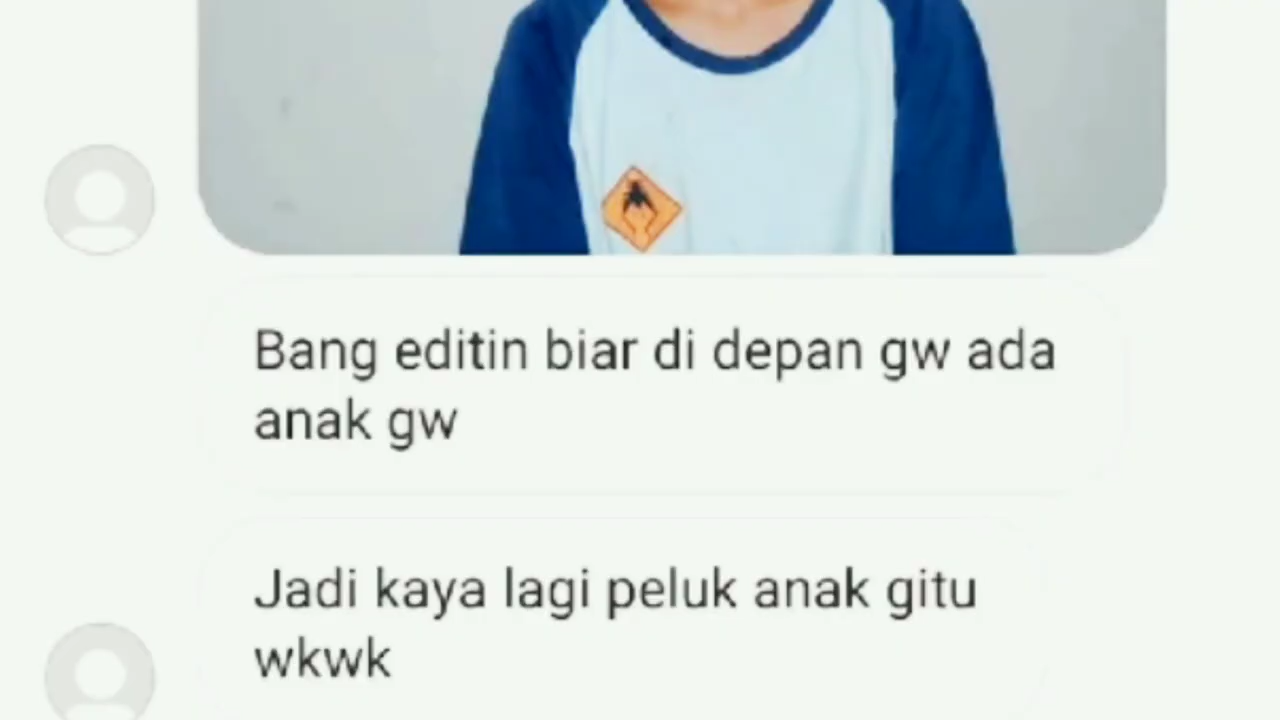 Bang editin biar di depan gw ada
anak gw
Jadi kaya lagi peluk anak gitu
wkwk